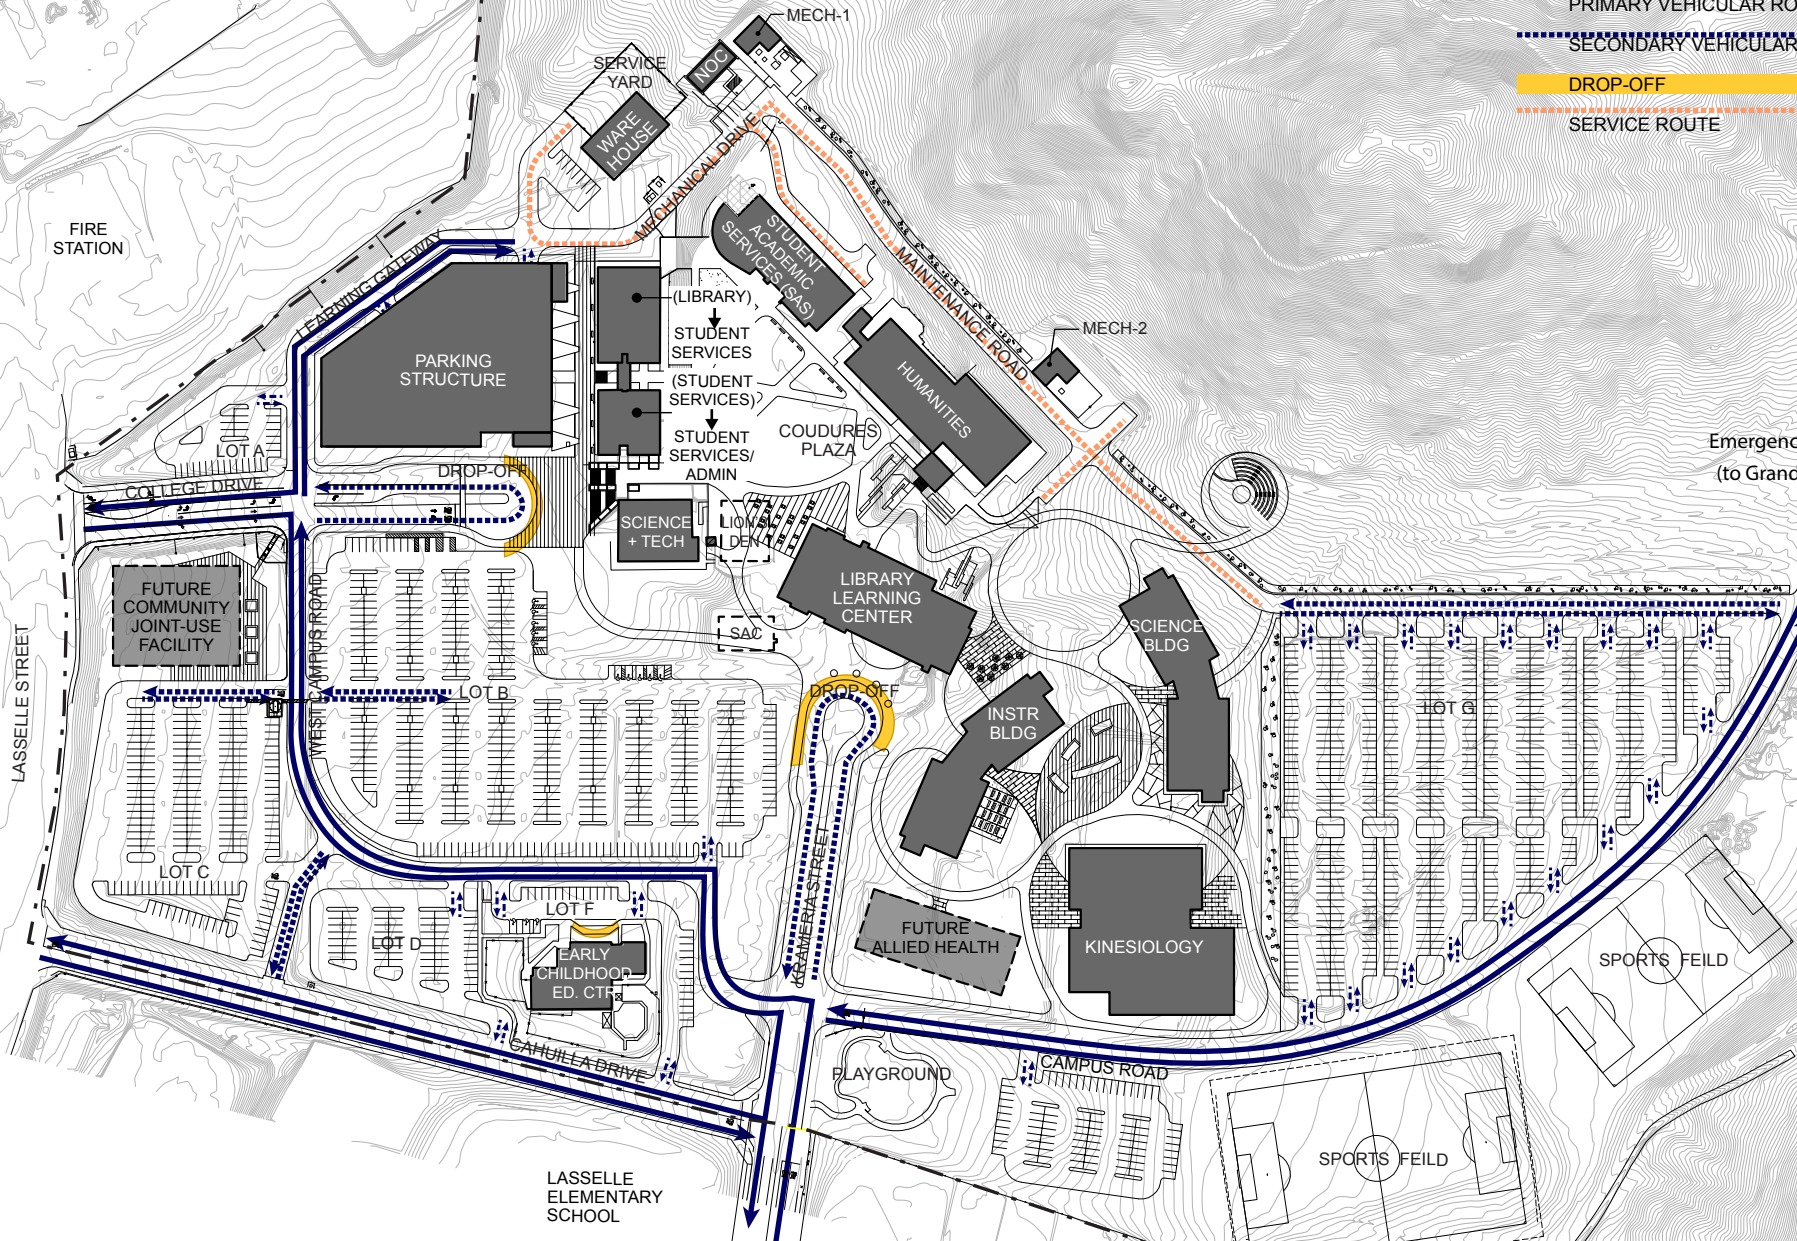 MECH-1
PRIMARY VEHICULAR RO
SECONDARY VEHICULAR
DROP-OFF
SERVICE ROUTE
SERVICE
YARD
NOC
WARE
HOUSE
MECHANICAL DRIVE
FIRE
STATION
LEARNING GATEWAY
STUDENT
ACADEMIC
SERVICES (SAS)
MAINTENANCE ROAD
(LIBRARY)
STUDENT
SERVICES
(STUDENT
SERVICES)
STUDENT
SERVICES/
ADMIN
PARKING
STRUCTURE
MECH-2
HUMANITIES
COUDURES
PLAZA
Emergenc
(to Grand
LOT A
DROP-OFF
COLLEGE DRIVE
SCIENCE
+ TECH
LION
DEN
LIBRARY
LEARNING
CENTER
FUTURE
COMMUNITY
JOINT-USE
FACILITY
SAC
SCIENCE
BLDG
LASSELLE STREET
WEST CAMPUS ROAD
LOT B
DROP-OFF
INSTR
BLDG
LOT G
LOT C
KRAMERIA STREET
LOT F
LOT D
EARLY
CHILDHOOD
ED. CTR
FUTURE
ALLIED HEALTH
KINESIOLOGY
SPORTS FEILD
CAHUILLA DRIVE
PLAYGROUND
CAMPUS ROAD
SPORTS FEILD
LASSELLE
ELEMENTARY
SCHOOL